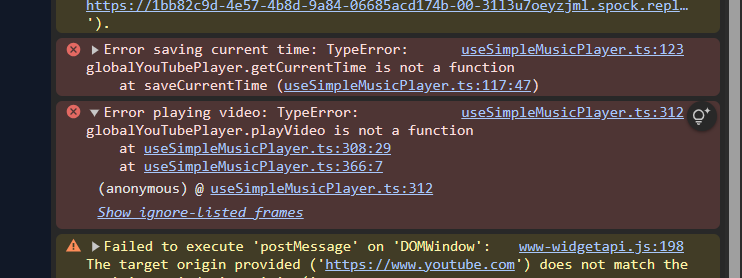 https://1bb82c9d-4e57-4b8d-9a84-06685acd174b-00-31l3u7oeyzjml.spock.repl…
').
Error saving current time: TypeError: useSimpleMusicPlayer.ts:123
globalYouTubePlayer.getCurrentTime is not a function
at saveCurrentTime (useSimpleMusicPlayer.ts:117:47)
Error playing video: TypeError: useSimpleMusicPlayer.ts:312
globalYouTubePlayer.playVideo is not a function
at useSimpleMusicPlayer.ts:308:29
at useSimpleMusicPlayer.ts:366:7
(anonymous) @ useSimpleMusicPlayer.ts:312
Show ignore-listed frames
Failed to execute 'postMessage' on 'DOMWindow': www-widgetapi.js:198
The target origin provided ('https://www.youtube.com') does not match the